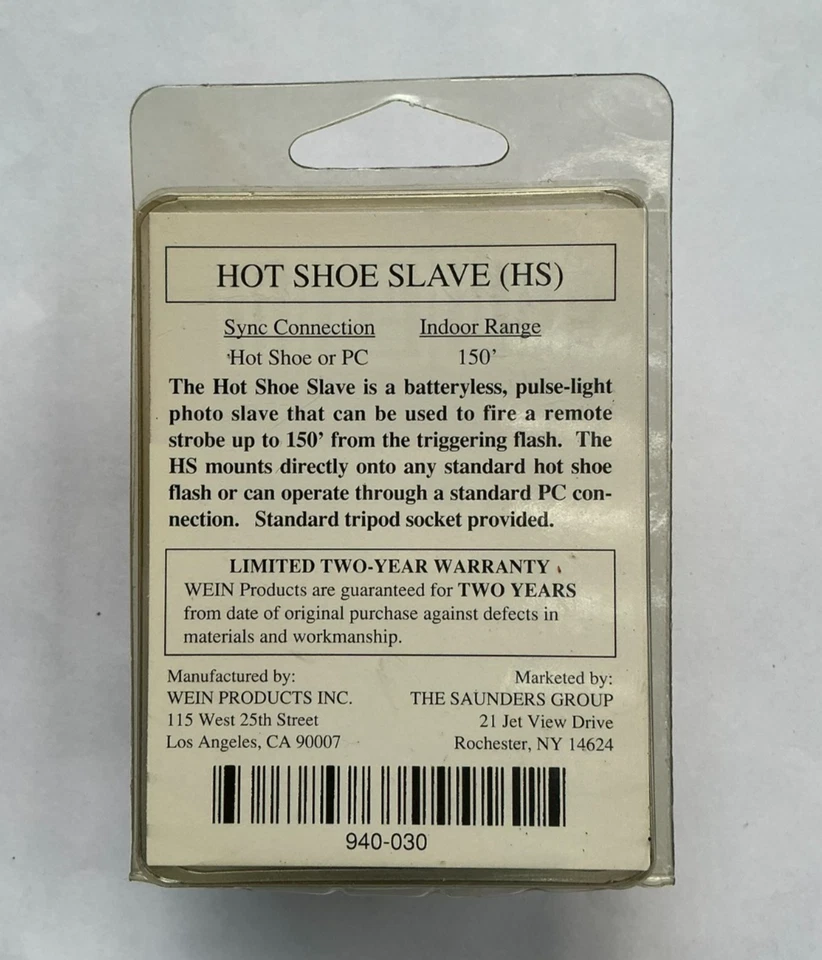 HOT SHOE SLAVE (HS)
Sync Connection Indoor Range
Hot Shoe or PC 150’
The Hot Shoe Slave is a batteryless, pulse-light
photo slave that can be used to fire a remote
strobe up to 150’ from the triggering flash. The
HS mounts directly onto any standard hot shoe
flash or can operate through a standard PC con-
nection. Standard tripod socket provided.
LIMITED TWO-YEAR WARRANTY
WEIN Products are guaranteed for TWO YEARS
from date of original purchase against defects in
materials and workmanship.
Manufactured by: Marketed by:
WEIN PRODUCTS INC. THE SAUNDERS GROUP
115 West 25th Street 21 Jet View Drive
Los Angeles, CA 90007 Rochester, NY 14624
940-030